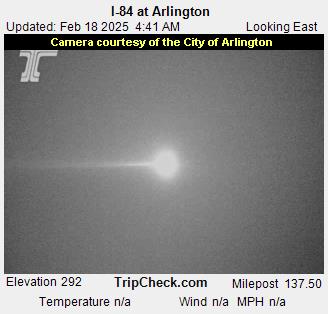 I-84 at Arlington
Updated: Feb 18 2025 4:41 AM Looking East
Camera courtesy of the City of Arlington
Elevation 292 TripCheck.com Milepost 137.50
Temperature n/a Wind n/a MPH n/a